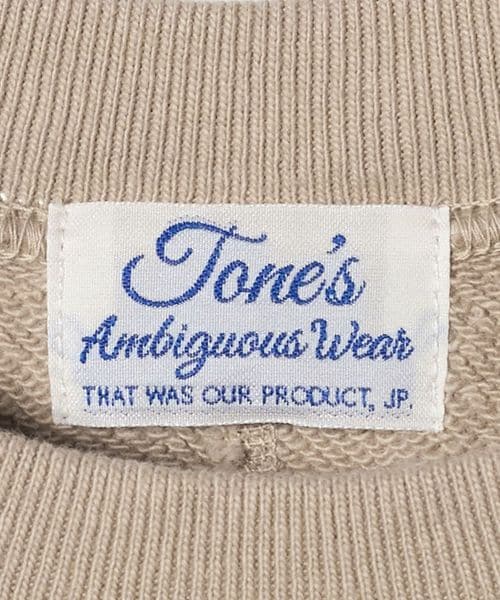 Tone's
Ambiguous Wear
THAT WAS OUR PRODUCT, JP.